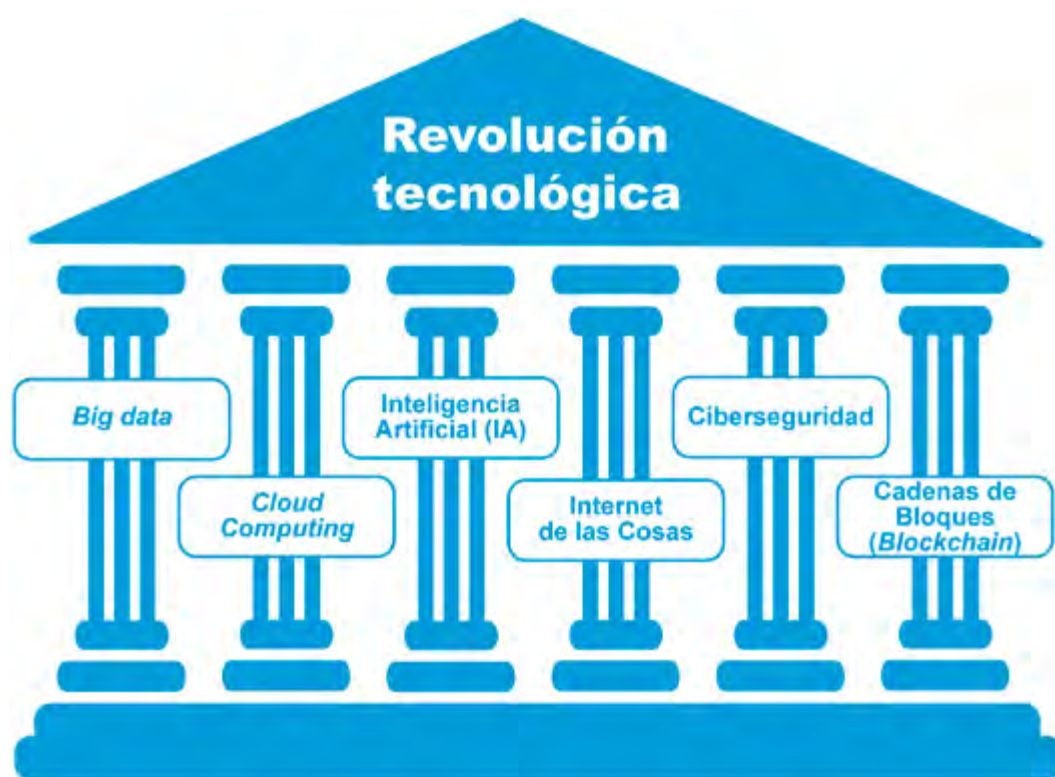 Revolución
tecnológica
Big data
Cloud
Computing
Inteligencia
Artificial (IA)
Internet
de las Cosas
Ciberseguridad
Cadenas de
Bloques
(Blockchain)